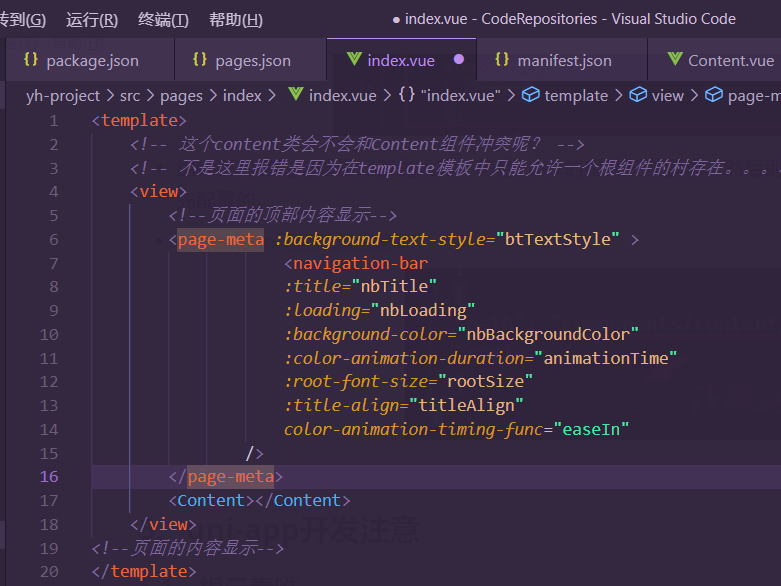 转到(G) 运行(R) 终端(T) 帮助(H) ● index.vue - CodeRepositories - Visual Studio Code
{} package.json {} pages.json index.vue ● {} manifest.json Content.vue
yh-project > src > pages > index > index.vue > {} "index.vue" > template > view > page-m
1 <template>
2 <!-- 这个content类会不会和Content组件冲突呢？ -->
3 <!-- 不是这里报错是因为在template模板中只能允许一个根组件的村存在。。。。
4 <view>
5 <!--页面的顶部内容显示-->
6 <page-meta :background-text-style="btTextStyle" >
7 <navigation-bar
8 :title="nbTitle"
9 :loading="nbLoading"
10 :background-color="nbBackgroundColor"
11 :color-animation-duration="animationTime"
12 :root-font-size="rootSize"
13 :title-align="titleAlign"
14 color-animation-timing-func="easeIn"
15 />
16 </page-meta>
17 <Content></Content>
18 </view>
uni-app开发注意
19 <!--页面的内容显示-->
20 </template>